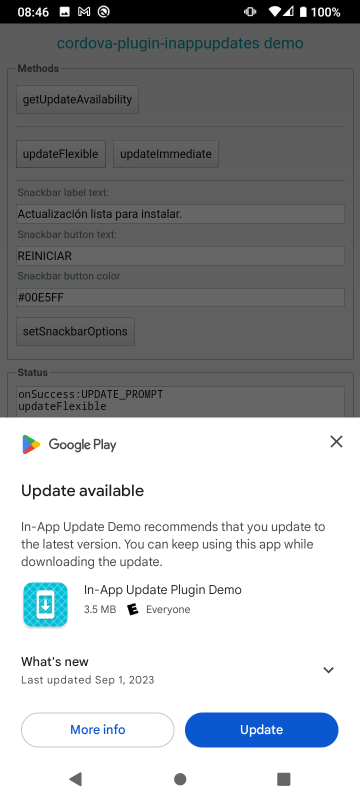 08:46
100%
cordova-plugin-inappupdates demo
Methods
getUpdateAvailability
updateFlexible
updateImmediate
Snackbar label text:
Actualización lista para instalar.
Snackbar button text:
REINICIAR
Snackbar button color
#00E5FF
setSnackbarOptions
Status
onSuccess:UPDATE_PROMPT
updateFlexible
Google Play
Update available
In-App Update Demo recommends that you update to
the latest version. You can keep using this app while
downloading the update.
In-App Update Plugin Demo
3.5 MB E Everyone
What's new
Last updated Sep 1, 2023
More info
Update